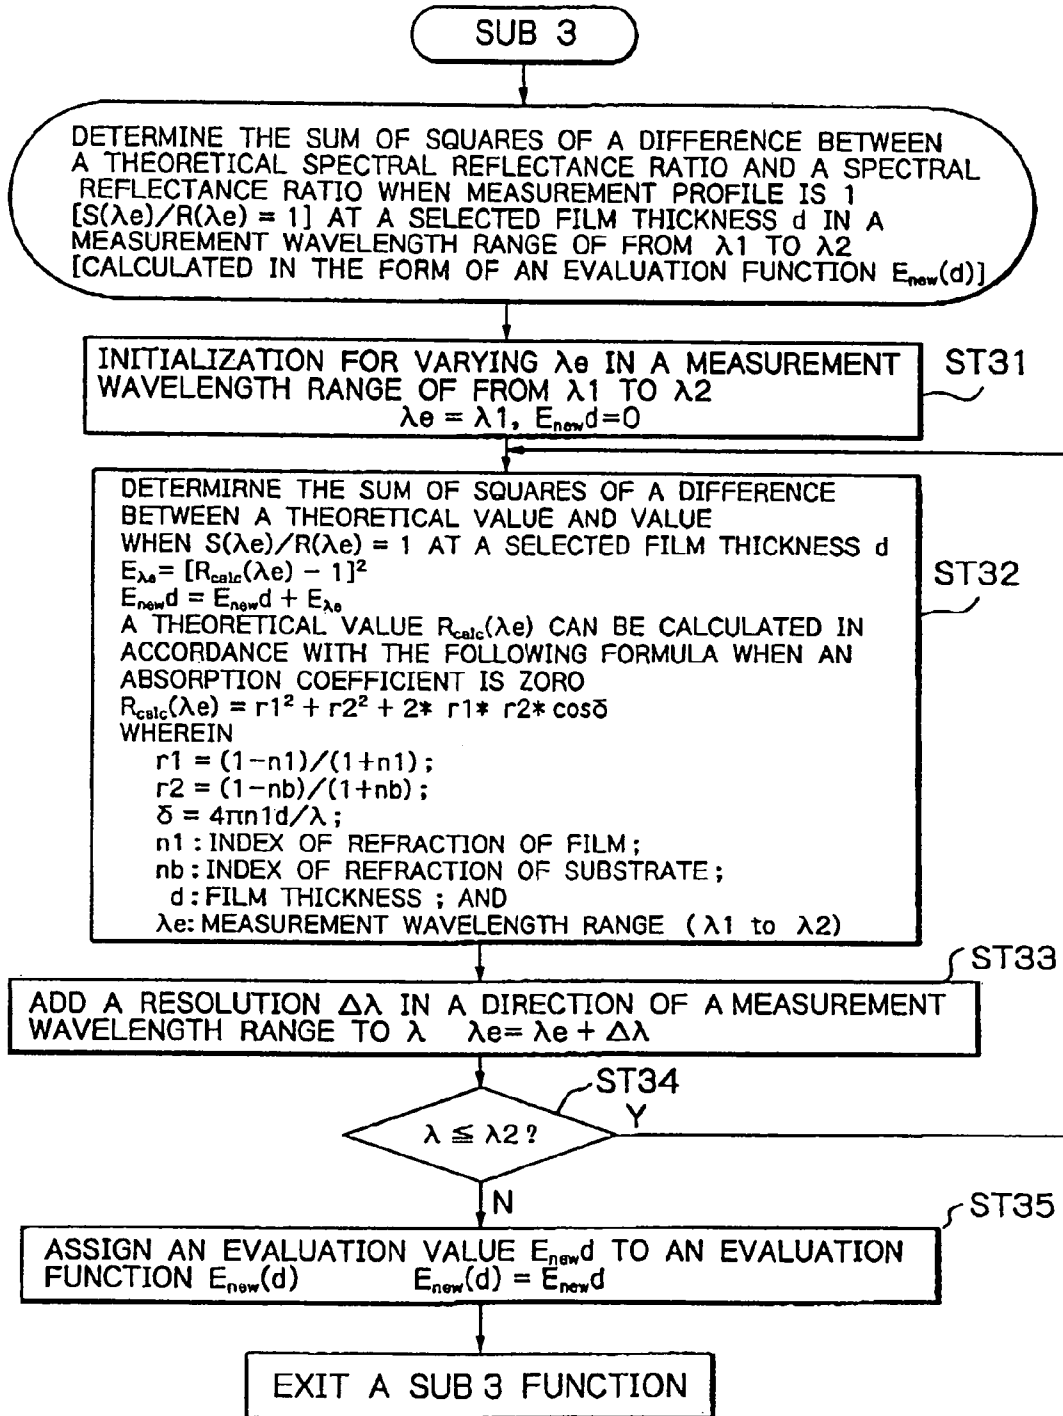 SUB 3
DETERMINE THE SUM OF SQUARES OF A DIFFERENCE BETWEEN
A THEORETICAL SPECTRAL REFLECTANCE RATIO AND A SPECTRAL
REFLECTANCE RATIO WHEN MEASUREMENT PROFILE IS 1
[S(λe)/R(λe) = 1] AT A SELECTED FILM THICKNESS d IN A
MEASUREMENT WAVELENGTH RANGE OF FROM λ1 TO λ2
[CALCULATED IN THE FORM OF AN EVALUATION FUNCTION Enew(d)]
INITIALIZATION FOR VARYING λe IN A MEASUREMENT
WAVELENGTH RANGE OF FROM λ1 TO λ2
λe = λ1, Enewd=0
ST31
DETERMIRNE THE SUM OF SQUARES OF A DIFFERENCE
BETWEEN A THEORETICAL VALUE AND VALUE
WHEN S(λe)/R(λe) = 1 AT A SELECTED FILM THICKNESS d
Eλe = [Rcalc(λe) − 1]²
Enewd = Enewd + Eλe
A THEORETICAL VALUE Rcalc(λe) CAN BE CALCULATED IN
ACCORDANCE WITH THE FOLLOWING FORMULA WHEN AN
ABSORPTION COEFFICIENT IS ZORO
Rcalc(λe) = r1² + r2² + 2* r1* r2* cosδ
WHEREIN
r1 = (1−n1)/(1+n1);
r2 = (1−nb)/(1+nb);
δ = 4πn1d/λ;
n1 : INDEX OF REFRACTION OF FILM;
nb : INDEX OF REFRACTION OF SUBSTRATE;
d : FILM THICKNESS ; AND
λe: MEASUREMENT WAVELENGTH RANGE (λ1 to λ2)
ST32
ST33
ADD A RESOLUTION Δλ IN A DIRECTION OF A MEASUREMENT
WAVELENGTH RANGE TO λ λe= λe + Δλ
ST34
λ ≦ λ2?
Y
N
ST35
ASSIGN AN EVALUATION VALUE Enewd TO AN EVALUATION
FUNCTION Enew(d) Enew(d) = Enewd
EXIT A SUB 3 FUNCTION